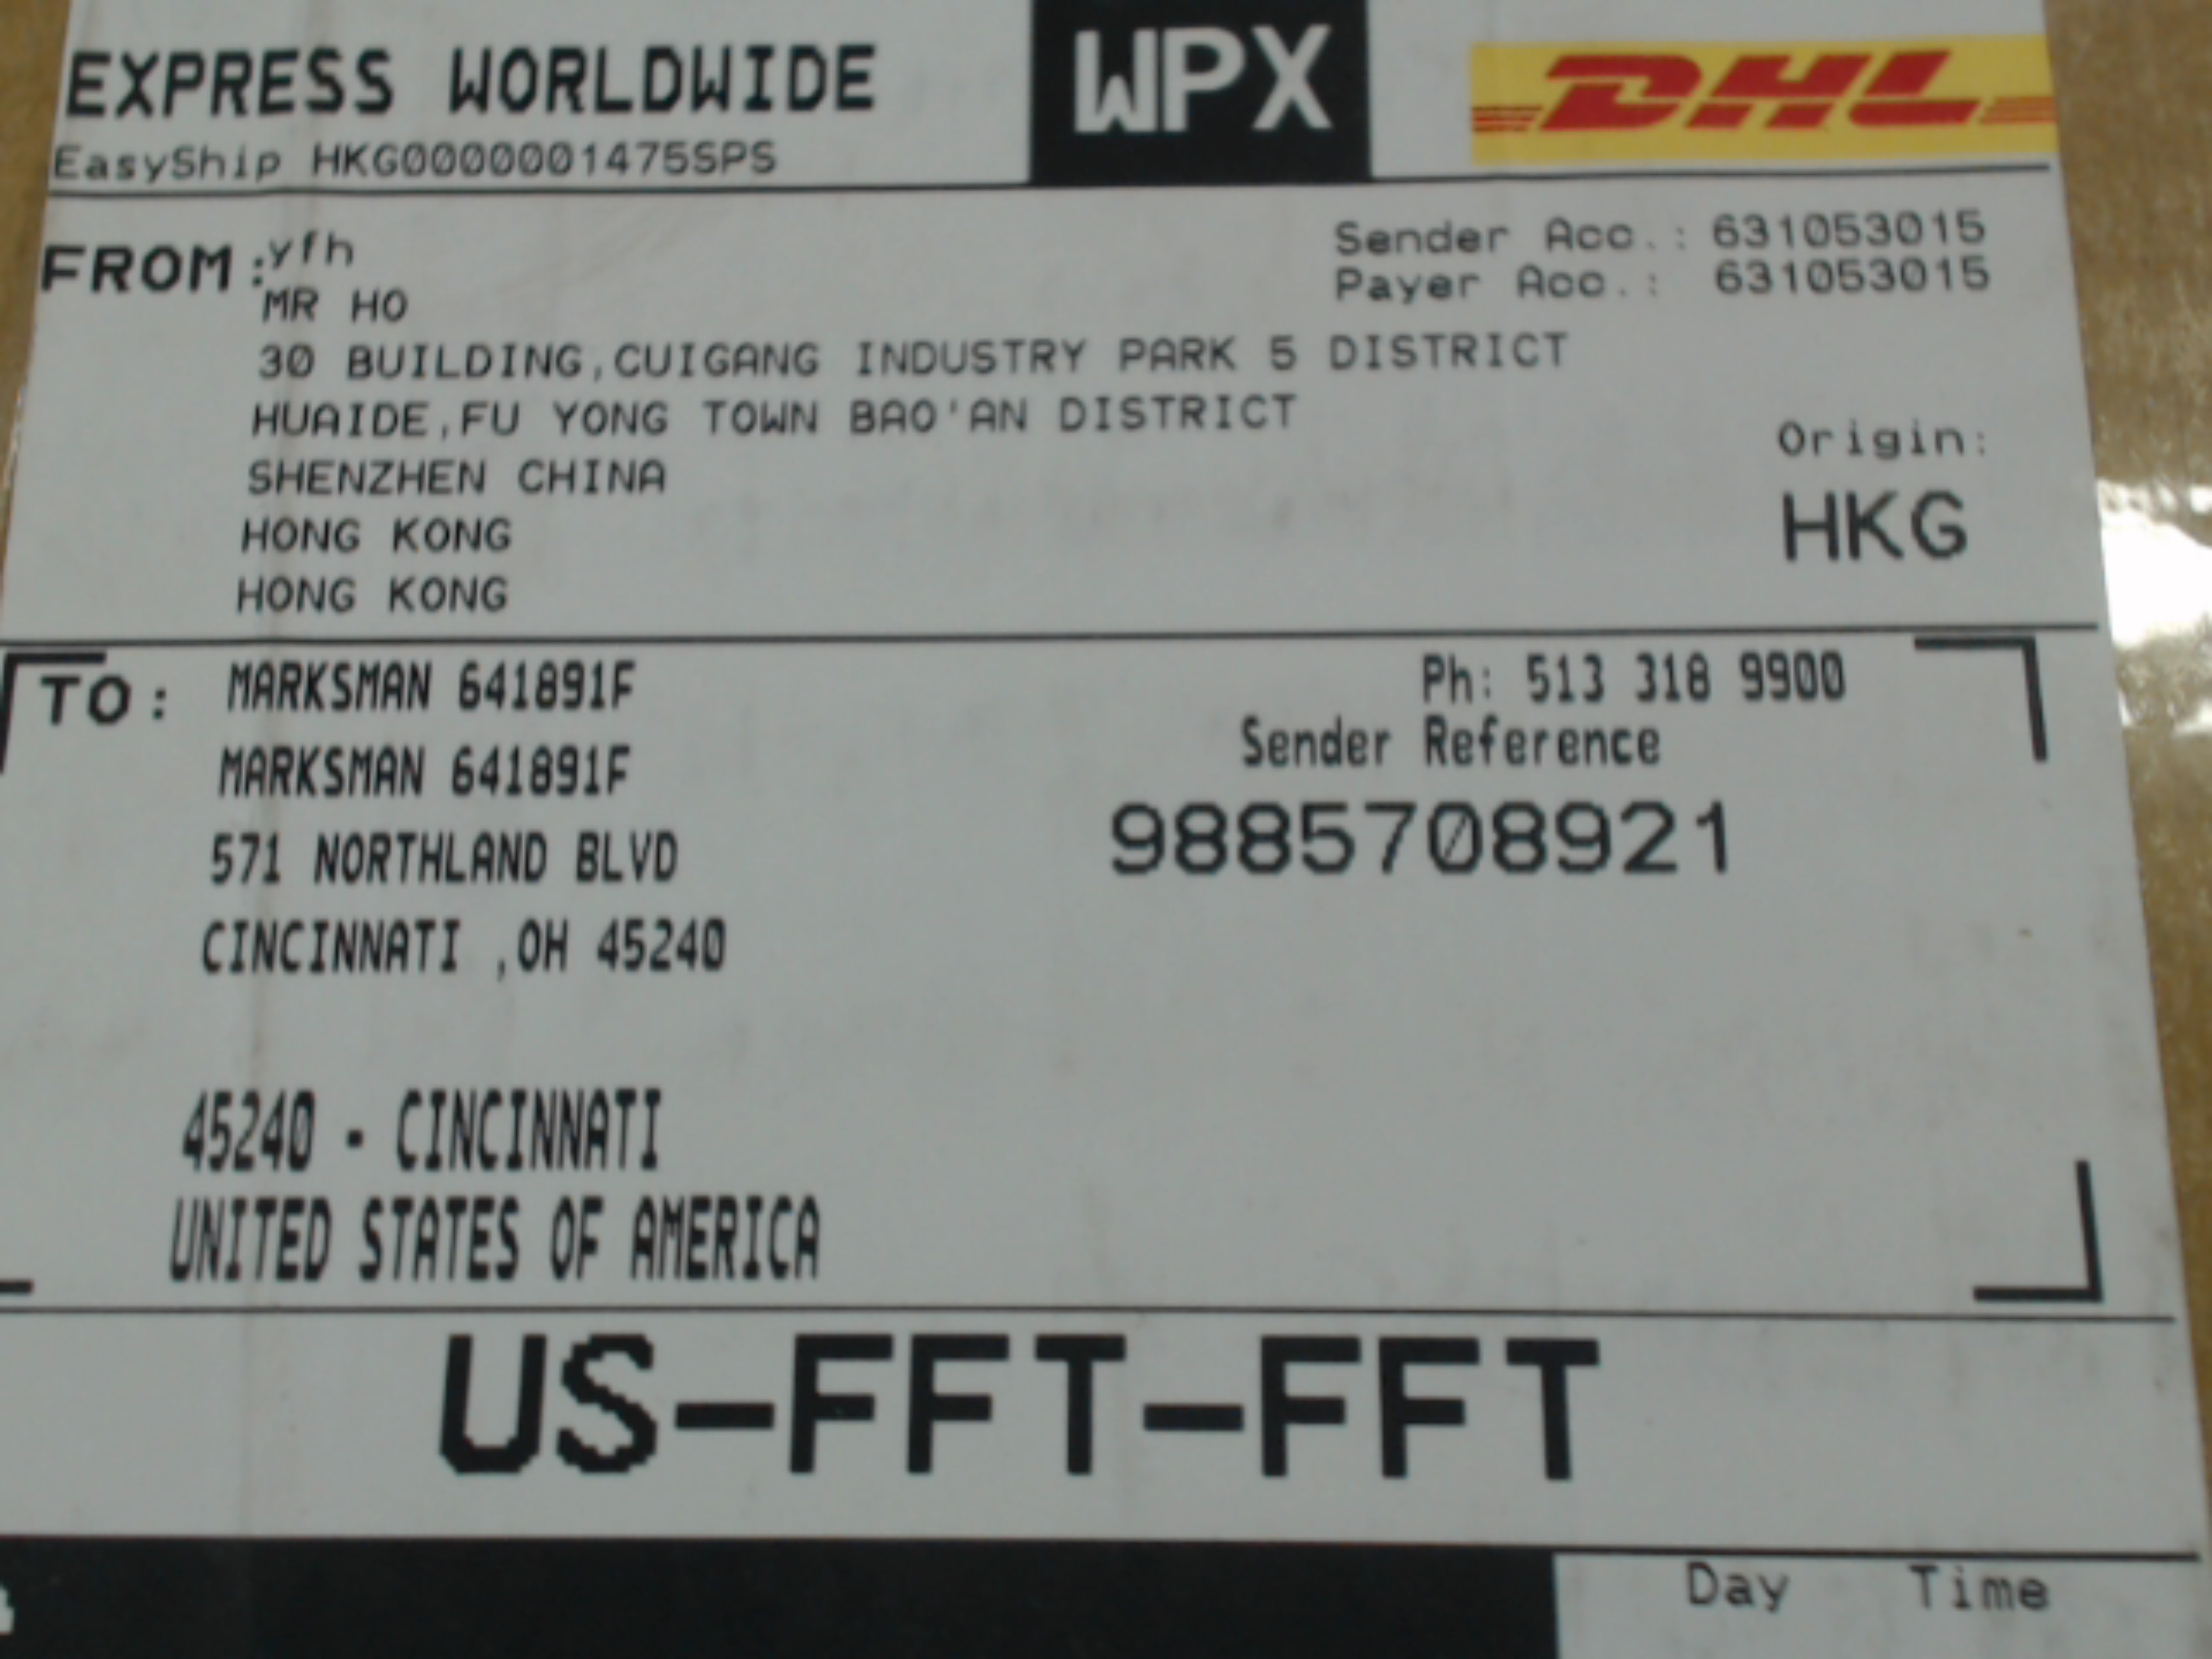 EXPRESS WORLDWIDE
WPX
DHL
EasyShip HKG0000001475SPS
FROM:
yfh
Sender Acc.: 631053015
MR HO
Payer Acc.: 631053015
30 BUILDING,CUIGANG INDUSTRY PARK 5 DISTRICT
HUAIDE,FU YONG TOWN BAO'AN DISTRICT
Origin:
SHENZHEN CHINA
HKG
HONG KONG
HONG KONG
TO: MARKSMAN 641891F
Ph: 513 318 9900
MARKSMAN 641891F
Sender Reference
571 NORTHLAND BLVD
9885708921
CINCINNATI ,OH 45240
45240 - CINCINNATI
UNITED STATES OF AMERICA
US-FFT-FFT
Day Time